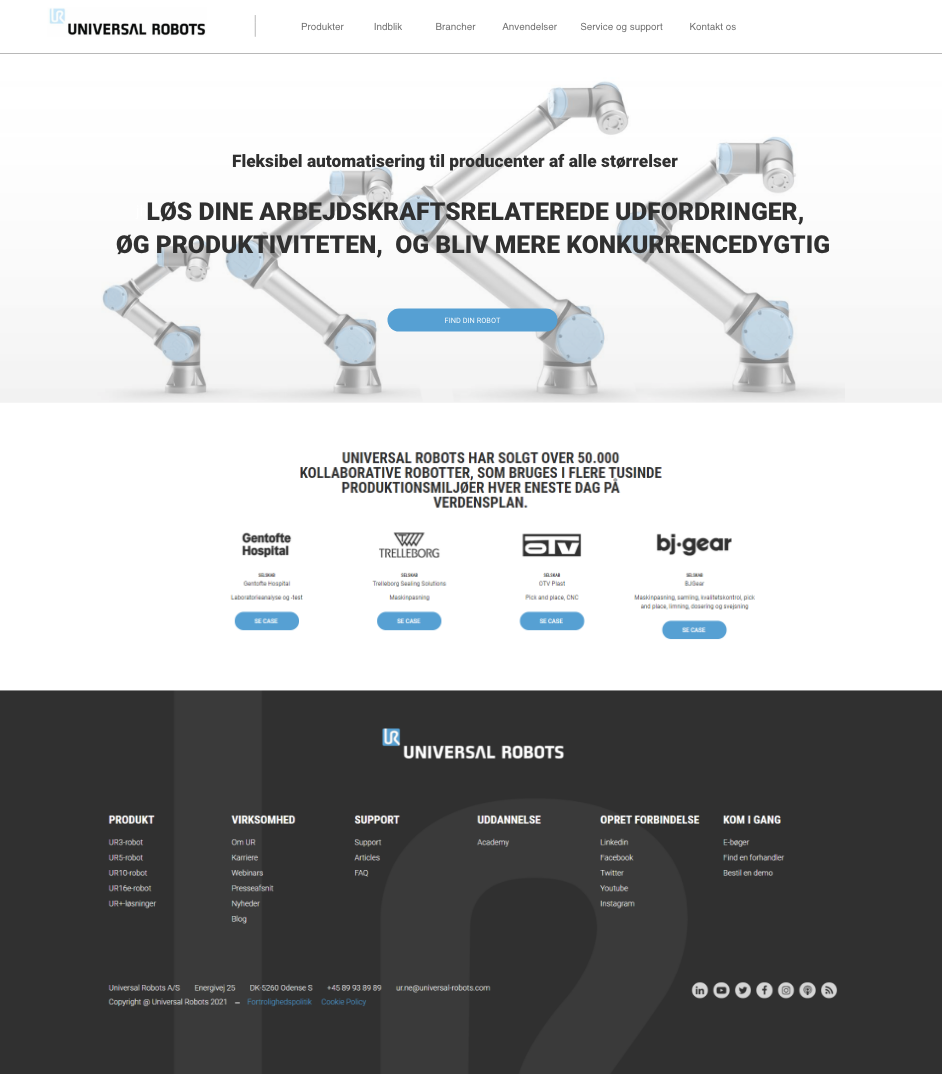 UR
UNIVERSAL ROBOTS
Produkter Indblik Brancher Anvendelser Service og support Kontakt os
Fleksibel automatisering til producenter af alle størrelser
LØS DINE ARBEJDSKRAFTSRELATEREDE UDFORDRINGER,
ØG PRODUKTIVITETEN, OG BLIV MERE KONKURRENCEDYGTIG
FIND DIN ROBOT
UNIVERSAL ROBOTS HAR SOLGT OVER 50.000
KOLLABORATIVE ROBOTTER, SOM BRUGES I FLERE TUSINDE
PRODUKTIONSMILJØER HVER ENESTE DAG PÅ
VERDENSPLAN.
Gentofte
Hospital
SELSKAB
Gentofte Hospital
Laboratorieanalyse og -test
SE CASE
TRELLEBORG
SELSKAB
Trelleborg Sealing Solutions
Maskinpasning
SE CASE
OTV
SELSKAB
OTV Plast
Pick and place, CNC
SE CASE
bj-gear
SELSKAB
BJGear
Maskinpasning, samling, kvalitetskontrol, pick
and place, limning, dosering og svejsning
SE CASE
UR
UNIVERSAL ROBOTS
PRODUKT
UR3-robot
UR5-robot
UR10-robot
UR16e-robot
UR+-løsninger
VIRKSOMHED
Om UR
Karriere
Webinars
Presseafsnit
Nyheder
Blog
SUPPORT
Support
Articles
FAQ
UDDANNELSE
Academy
OPRET FORBINDELSE
Linkedin
Facebook
Twitter
Youtube
Instagram
KOM I GANG
E-bøger
Find en forhandler
Bestil en demo
Universal Robots A/S Energivej 25 DK-5260 Odense S +45 89 93 89 89 ur.ne@universal-robots.com
Copyright @ Universal Robots 2021 – Fortrolighedspolitik Cookie Policy